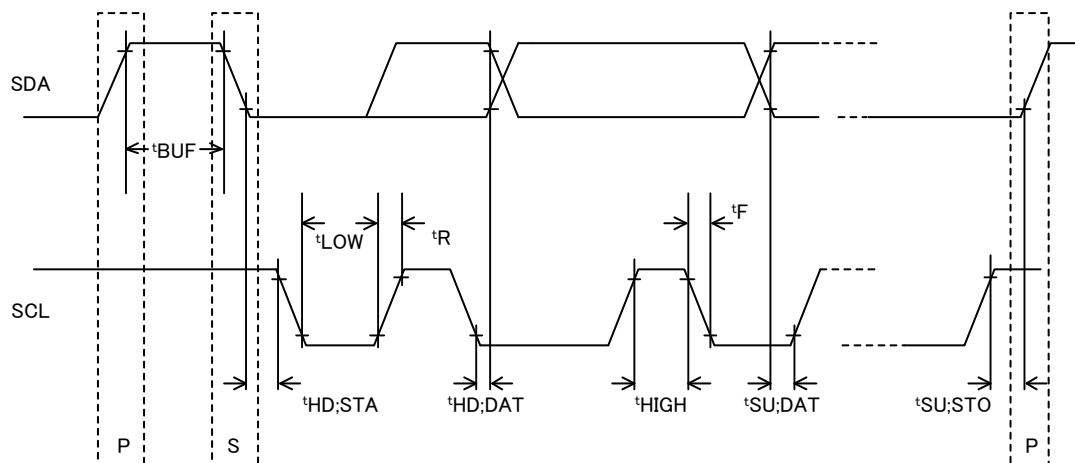 SDA
tBUF
tLOW
tR
tF
SCL
tHD;STA
tHD;DAT
tHIGH
tSU;DAT
tSU;STO
P
S
P